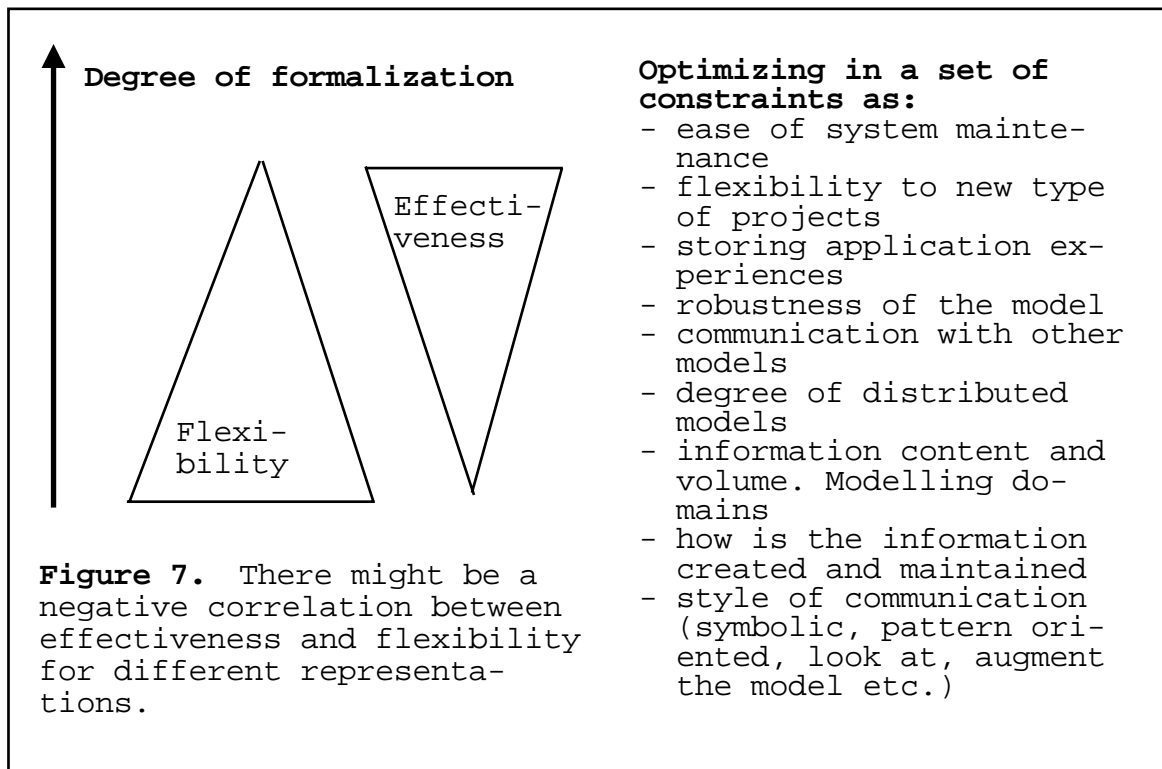 Degree of formalization
Effecti-
veness
Flexi-
bility
Figure 7. There might be a
negative correlation between
effectiveness and flexibility
for different representa-
tions.
Optimizing in a set of
constraints as:
- ease of system mainte-
nance
- flexibility to new type
of projects
- storing application ex-
periences
- robustness of the model
- communication with other
models
- degree of distributed
models
- information content and
volume. Modelling do-
mains
- how is the information
created and maintained
- style of communication
(symbolic, pattern ori-
ented, look at, augment
the model etc.)